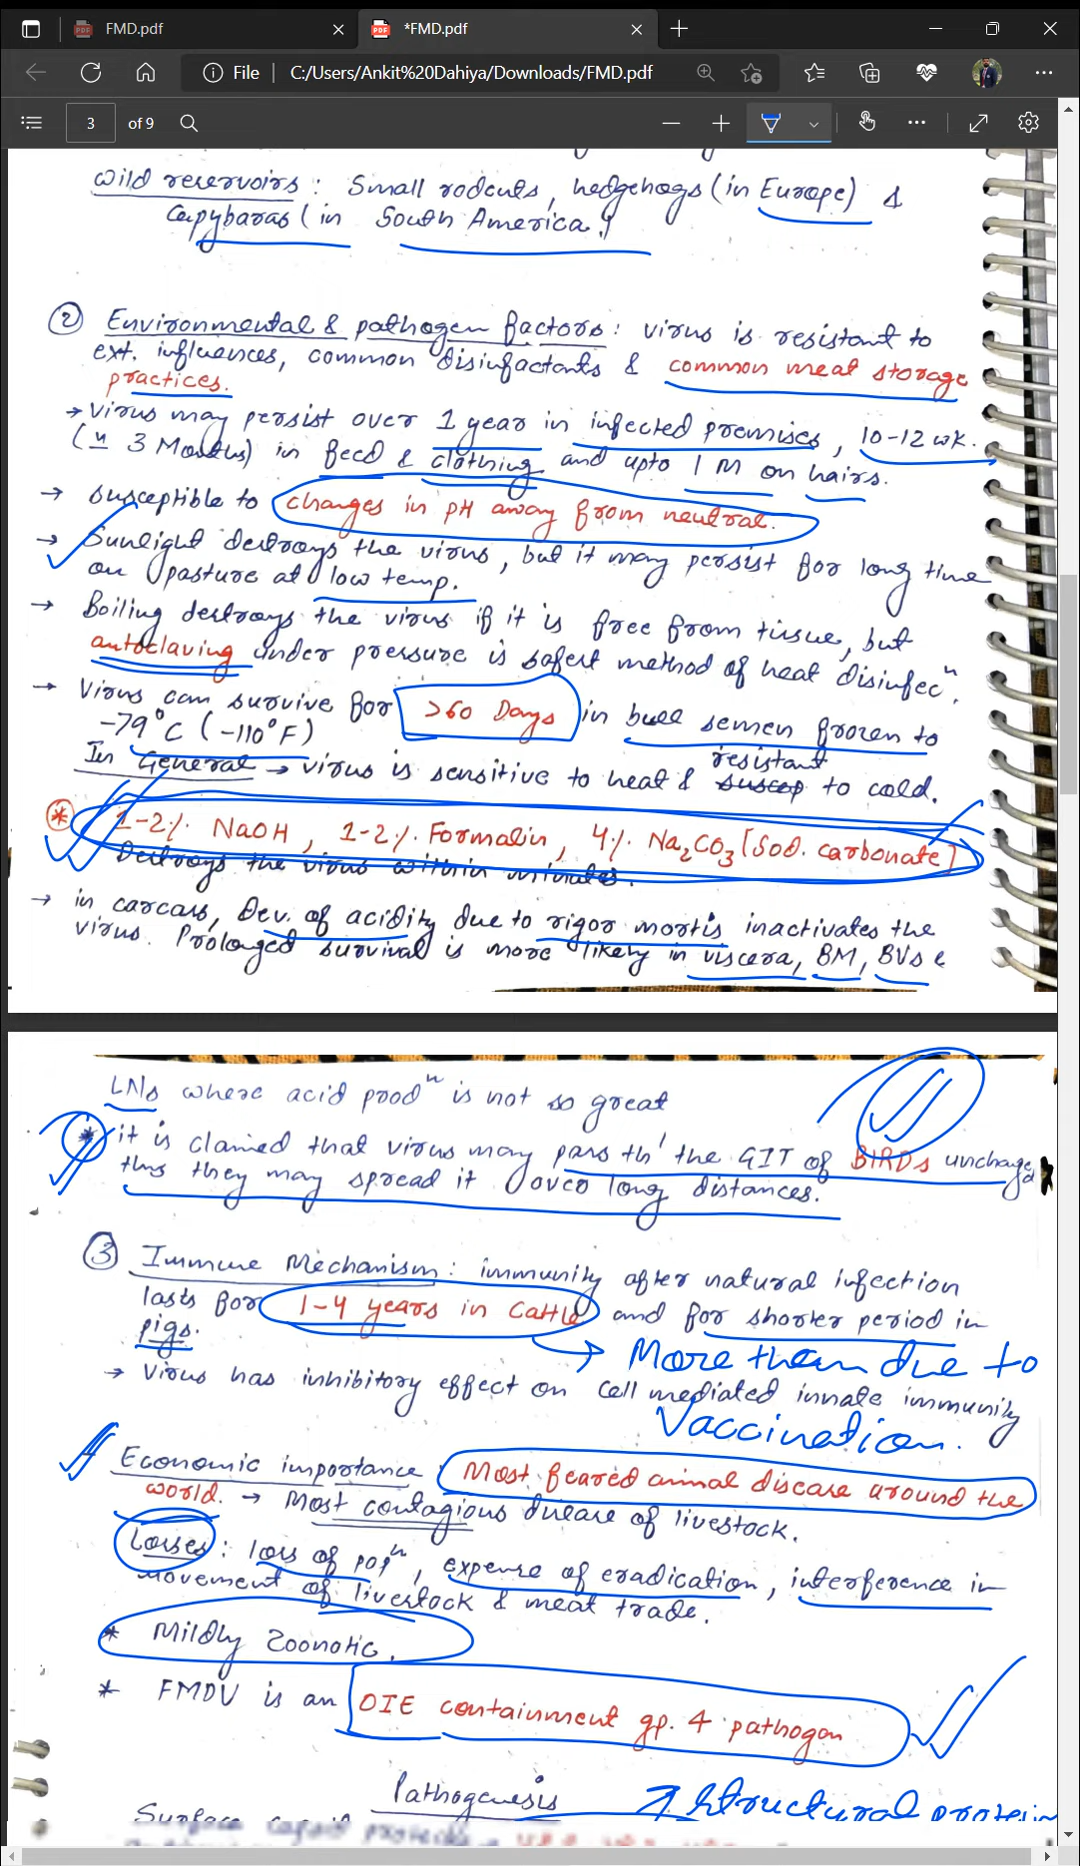 FMD.pdf
*FMD.pdf
File
C:/Users/Ankit%20Dahiya/Downloads/FMD.pdf
3 of 9
Wild reservoirs: Small rodents, hedgehogs (in Europe) &
Capybaras (in South America)
② Environmental & pathogen factors: virus is resistant to
ext. influences, common disinfactants & common meat storage
practices.
→ Virus may persist over 1 year in infected premises, 10-12 wk.
3 Months) in feed & clothing and upto 1 M on hairs.
→ Susceptible to changes in pH away from neutral.
→ Sunlight destroys the virus, but it may persist for long time
on pasture at low temp.
→ Boiling destroys the virus if it is free from tissue, but
autoclaving under pressure is safest method of heat disinfecⁿ.
→ Virus can survive for >60 Days in bull semen frozen to
-79°C (-110°F)
In General → virus is sensitive to heat & suscep resistant to cold.
* 1-2%. NaOH, 1-2%. Formalin, 4%. Na2CO3 [Sod. carbonate]
Destroys the virus within minutes.
→ in carcass, Dev. of acidity due to rigor mortis inactivates the
virus. Prolonged survival is more likely in viscera, BM, BVs &
LNs where acid prodⁿ is not so great
* it is claimed that virus may pass th' the GIT of BIRDs unchaged
thus they may spread it over long distances.
③ Immune Mechanism: immunity after natural infection
lasts for 1-4 years in Cattle and for shorter period in
pigs.
→ More than due to
Vaccination.
→ Virus has inhibitory effect on cell mediated innate immunity
Economic importance: Most feared animal disease around the
world. → Most contagious disease of livestock.
Losses: loss of popⁿ, expense of eradication, interference in
movement of livestock & meat trade.
* Mildly Zoonotic.
* FMDV is an OIE containment gp. 4 pathogen
Pathogenesis
Structural protein
Surface capsid